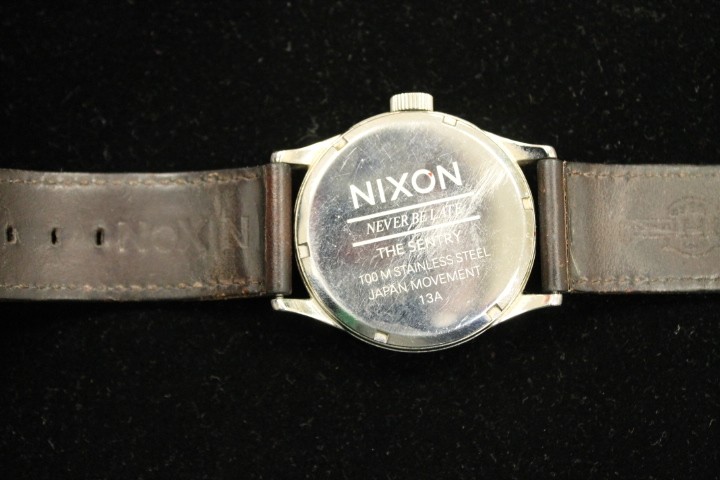 NIXON
NEVER BE LATE
THE SENTRY
100 M STAINLESS STEEL
JAPAN MOVEMENT
13A
NIXON